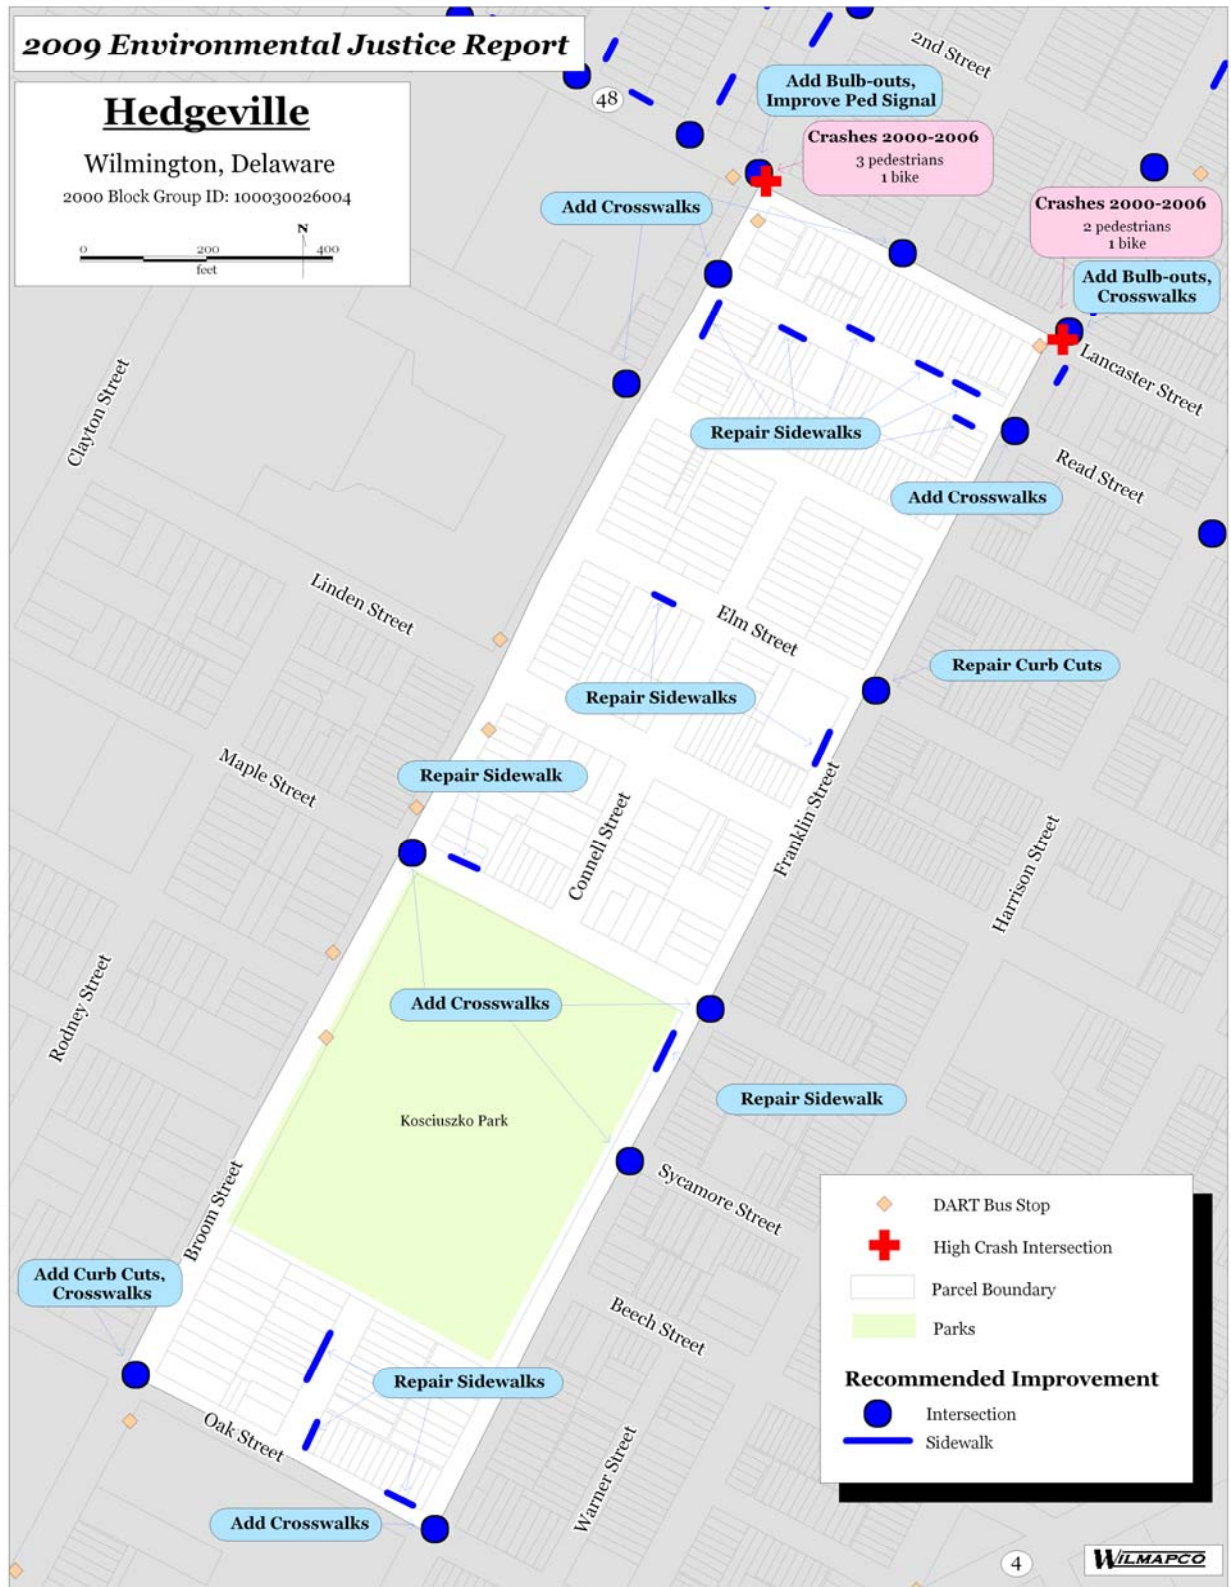 2009 Environmental Justice Report
Hedgeville
Wilmington, Delaware
2000 Block Group ID: 100030026004
N
0 200 400
feet
48
2nd Street
Add Bulb-outs,
Improve Ped Signal
Crashes 2000-2006
3 pedestrians
1 bike
Add Crosswalks
Crashes 2000-2006
2 pedestrians
1 bike
Add Bulb-outs,
Crosswalks
Lancaster Street
Clayton Street
Repair Sidewalks
Read Street
Add Crosswalks
Linden Street
Elm Street
Repair Curb Cuts
Repair Sidewalks
Maple Street
Repair Sidewalk
Connell Street
Franklin Street
Harrison Street
Rodney Street
Add Crosswalks
Repair Sidewalk
Kosciuszko Park
Broom Street
Sycamore Street
Add Curb Cuts,
Crosswalks
Beech Street
Repair Sidewalks
Oak Street
Warner Street
Add Crosswalks
DART Bus Stop
High Crash Intersection
Parcel Boundary
Parks
Recommended Improvement
Intersection
Sidewalk
4
WILMAPCO